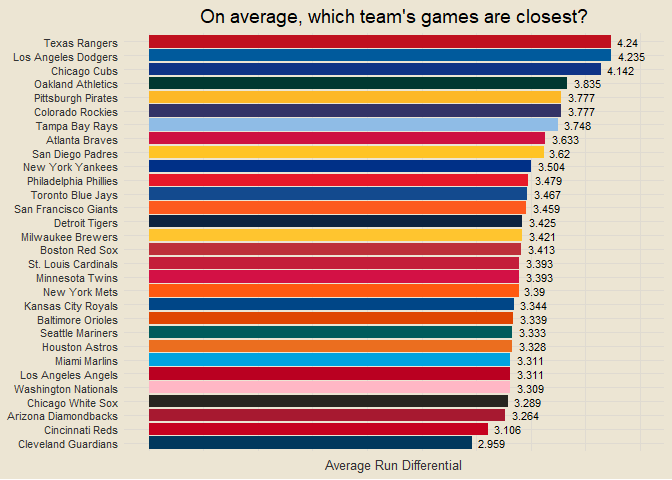 On average, which team's games are closest?
Texas Rangers 4.24
Los Angeles Dodgers 4.235
Chicago Cubs 4.142
Oakland Athletics 3.835
Pittsburgh Pirates 3.777
Colorado Rockies 3.777
Tampa Bay Rays 3.748
Atlanta Braves 3.633
San Diego Padres 3.62
New York Yankees 3.504
Philadelphia Phillies 3.479
Toronto Blue Jays 3.467
San Francisco Giants 3.459
Detroit Tigers 3.425
Milwaukee Brewers 3.421
Boston Red Sox 3.413
St. Louis Cardinals 3.393
Minnesota Twins 3.393
New York Mets 3.39
Kansas City Royals 3.344
Baltimore Orioles 3.339
Seattle Mariners 3.333
Houston Astros 3.328
Miami Marlins 3.311
Los Angeles Angels 3.311
Washington Nationals 3.309
Chicago White Sox 3.289
Arizona Diamondbacks 3.264
Cincinnati Reds 3.106
Cleveland Guardians 2.959
Average Run Differential